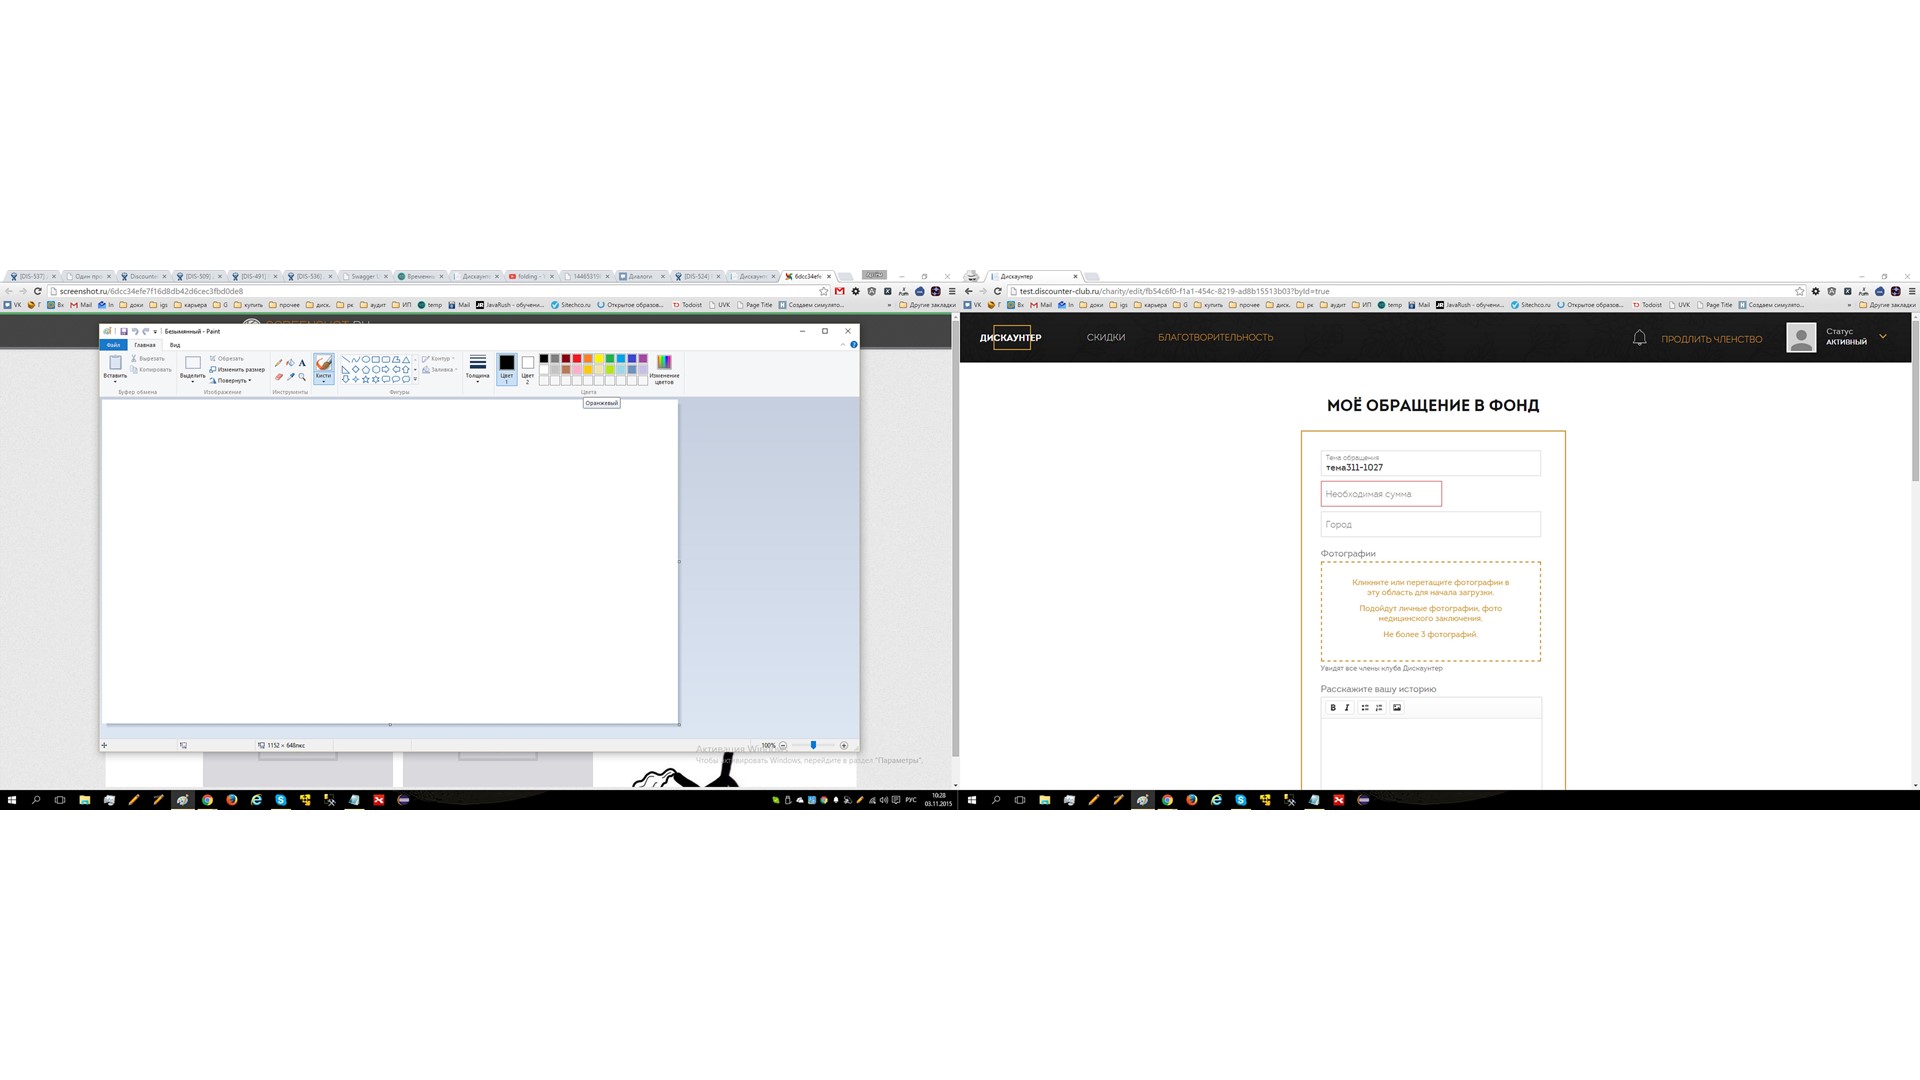 [DIS-537]
Один пра
Discounte
[DIS-509]
[DIS-491]
[DIS-536]
Swagger
Временны
Дискаунте
folding - Y
Диалоги
[DIS-524]
Дискаунте
6dcc34efe
screenshot.ru/6dcc34efe7f16d8db42d6cec3fbd0de8
VK
Г
Вк
Mail
In
доки
igs
карьера
G
купить
прочее
диск.
рк
аудит
ИП
temp
Mail
JavaRush - обучени...
Sitechco.ru
Открытое образов...
Todoist
UVK
Page Title
Создаем симулято...
Другие закладки
Безымянный - Paint
Файл
Главная
Вид
Вставить
Вырезать
Копировать
Буфер обмена
Выделить
Обрезать
Изменить размер
Повернуть
Изображение
Инструменты
Кисти
Фигуры
Контур
Заливка
Толщина
Цвет 1
Цвет 2
Изменение цветов
Цвета
Оранжевый
1152 × 648пкс
100%
Активация Windows
Чтобы активировать Windows, перейдите в раздел "Параметры".
РУС
10:28
03.11.2015
Дискаунтер
test.discounter-club.ru/charity/edit/fb54c6f0-f1a1-454c-8219-ad8b15513b03?byId=true
VK
Г
Вк
Mail
In
доки
igs
карьера
G
купить
прочее
диск.
рк
аудит
ИП
temp
Mail
JavaRush - обучени...
Sitechco.ru
Открытое образов...
Todoist
UVK
Page Title
Создаем симулято...
Другие закладки
ДИСКАУНТЕР
СКИДКИ
БЛАГОТВОРИТЕЛЬНОСТЬ
ПРОДЛИТЬ ЧЛЕНСТВО
Статус
АКТИВНЫЙ
МОЁ ОБРАЩЕНИЕ В ФОНД
Тема обращения
тема311-1027
Необходимая сумма
Город
Фотографии
Кликните или перетащите фотографии в
эту область для начала загрузки.
Подойдут личные фотографии, фото
медицинского заключения.
Не более 3 фотографий.
Увидят все члены клуба Дискаунтер
Расскажите вашу историю
B I